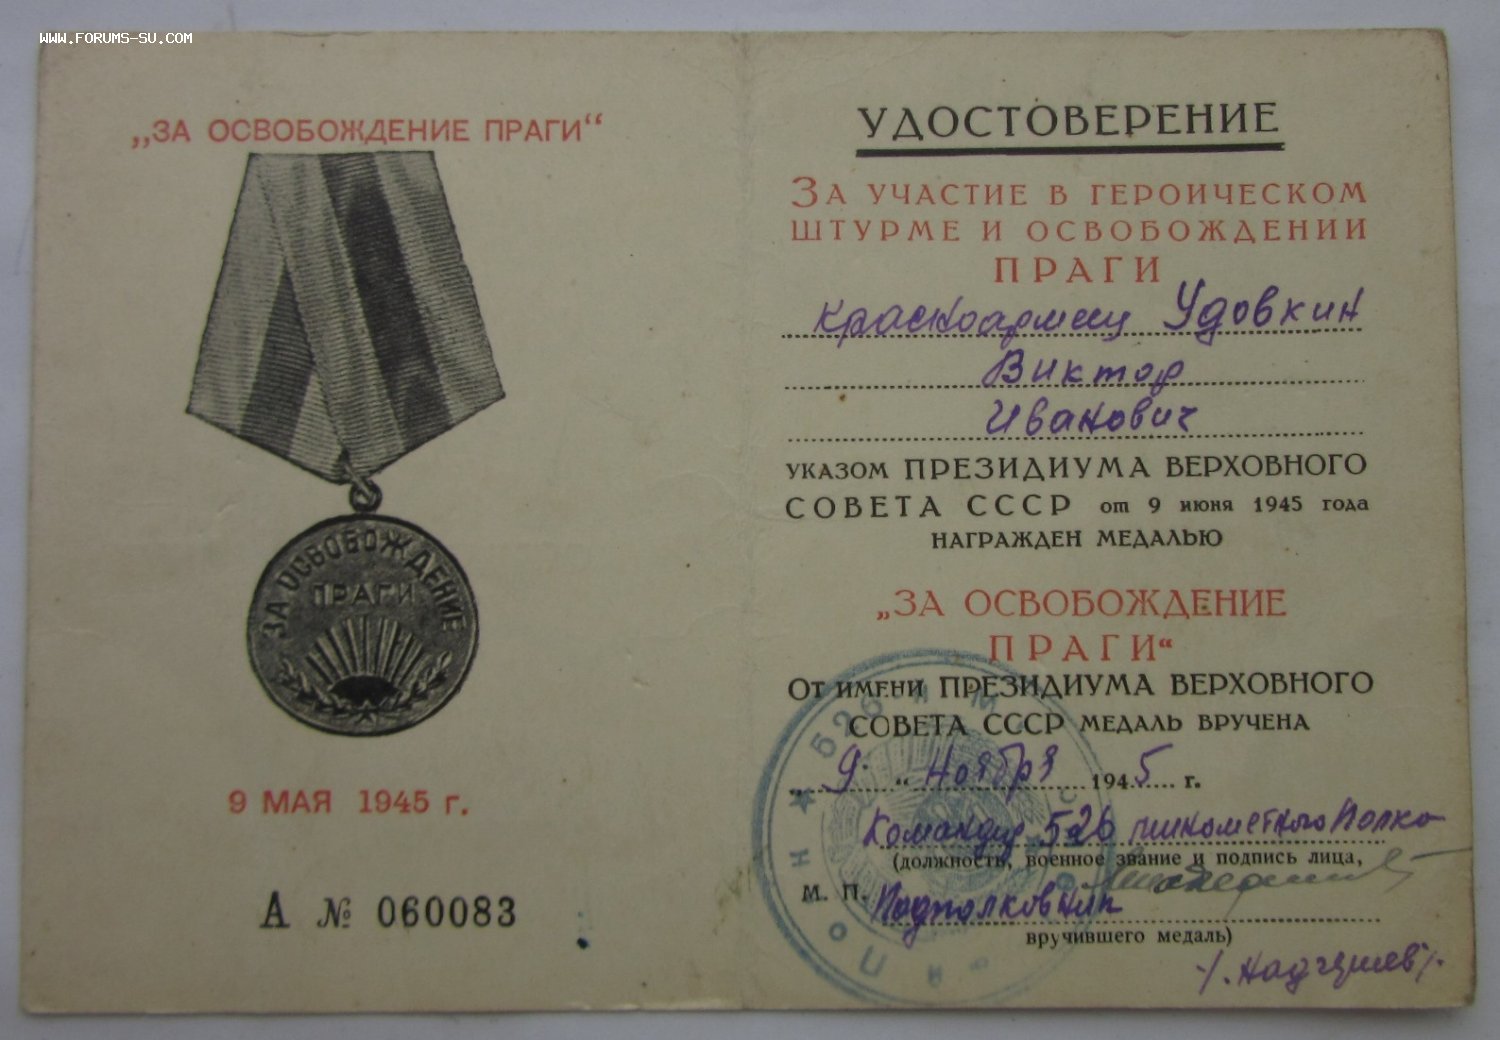 www.forums-su.com
„ЗА ОСВОБОЖДЕНИЕ ПРАГИ“
ЗА ОСВОБОЖДЕНИЕ
ПРАГИ
9 МАЯ 1945 г.
А № 060083
УДОСТОВЕРЕНИЕ
ЗА УЧАСТИЕ В ГЕРОИЧЕСКОМ
ШТУРМЕ И ОСВОБОЖДЕНИИ
ПРАГИ
красноармеец Удовкин
Виктор
Иванович
УКАЗОМ ПРЕЗИДИУМА ВЕРХОВНОГО
СОВЕТА СССР от 9 июня 1945 года
НАГРАЖДЕН МЕДАЛЬЮ
„ЗА ОСВОБОЖДЕНИЕ
ПРАГИ“
ОТ ИМЕНИ ПРЕЗИДИУМА ВЕРХОВНОГО
СОВЕТА СССР МЕДАЛЬ ВРУЧЕНА
„9“ Ноября 1945 г.
Командир 526 минометного Полка
(должность, военное звание и подпись лица,
М. П. Подполковник
вручившего медаль)
526